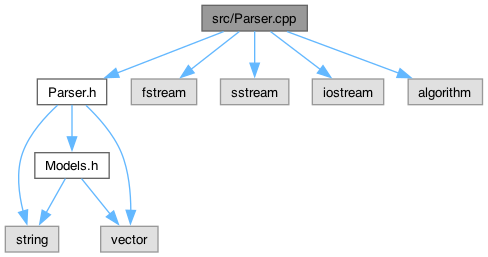 src/Parser.cpp
Parser.h
fstream
sstream
iostream
algorithm
Models.h
string
vector